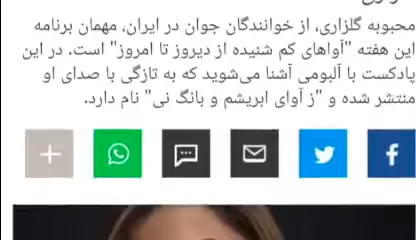 محبوبه گلزاری، از خوانندگان جوان در ایران، مهمان برنامه
این هفته "آواهای کم شنیده از دیروز تا امروز" است. در این
پادکست با آلبومی آشنا می‌شوید که به تازگی با صدای او
منتشر شده و "ز آوای ابریشم و بانگ نی" نام دارد.